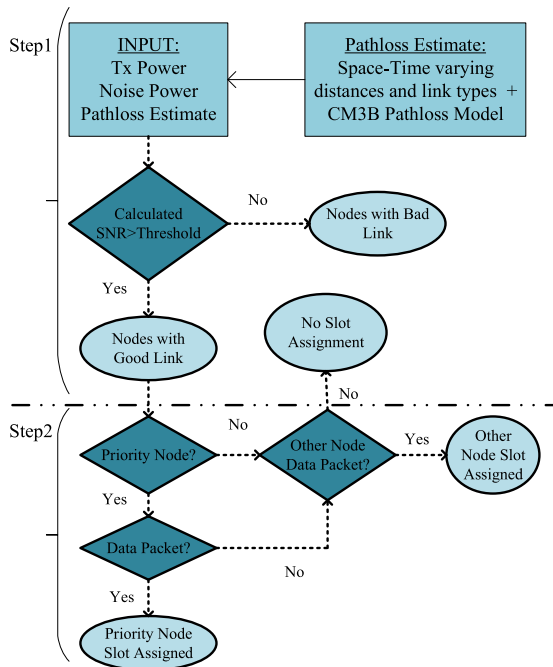 Step1
INPUT:
Tx Power
Noise Power
Pathloss Estimate
Pathloss Estimate:
Space-Time varying
distances and link types +
CM3B Pathloss Model
Calculated
SNR>Threshold
No
Nodes with Bad
Link
Yes
Nodes with
Good Link
No Slot
Assignment
No
Step2
Priority Node?
No
Other Node
Data Packet?
Yes
Other
Node Slot
Assigned
Yes
Data Packet?
No
Yes
Priority Node
Slot Assigned